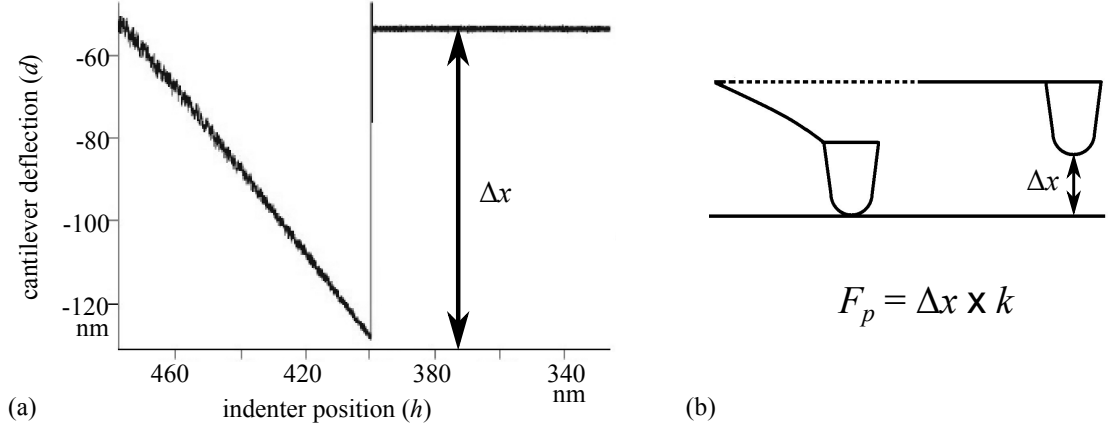 -60
-80
-100
-120
nm
cantilever deflection (d)
Δx
460
420
380
340
nm
indenter position (h)
(a)
Δx
F_p = Δx x k
(b)